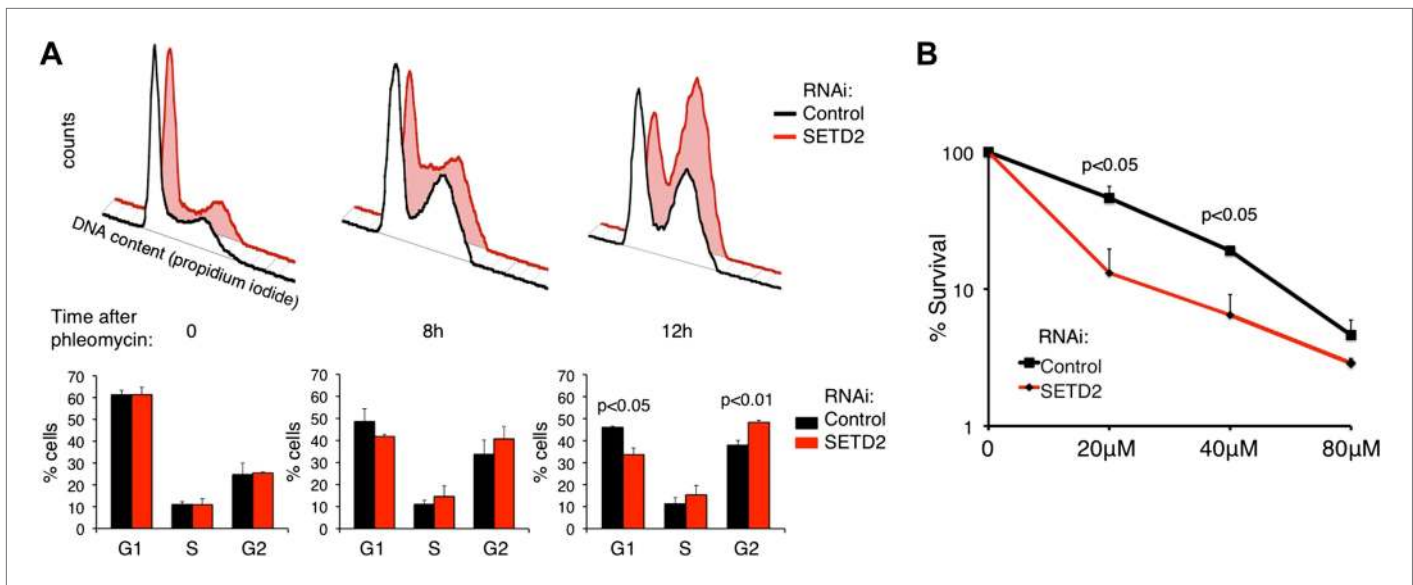 A
B
counts
RNAi:
Control
SETD2
DNA content (propidium iodide)
Time after
phleomycin:
0
8h
12h
% cells
70
60
50
40
30
20
10
0
G1
S
G2
% cells
70
60
50
40
30
20
10
0
G1
S
G2
% cells
70
60
50
40
30
20
10
0
p<0.05
p<0.01
G1
S
G2
RNAi:
Control
SETD2
% Survival
100
10
1
p<0.05
p<0.05
RNAi:
Control
SETD2
0
20µM
40µM
80µM